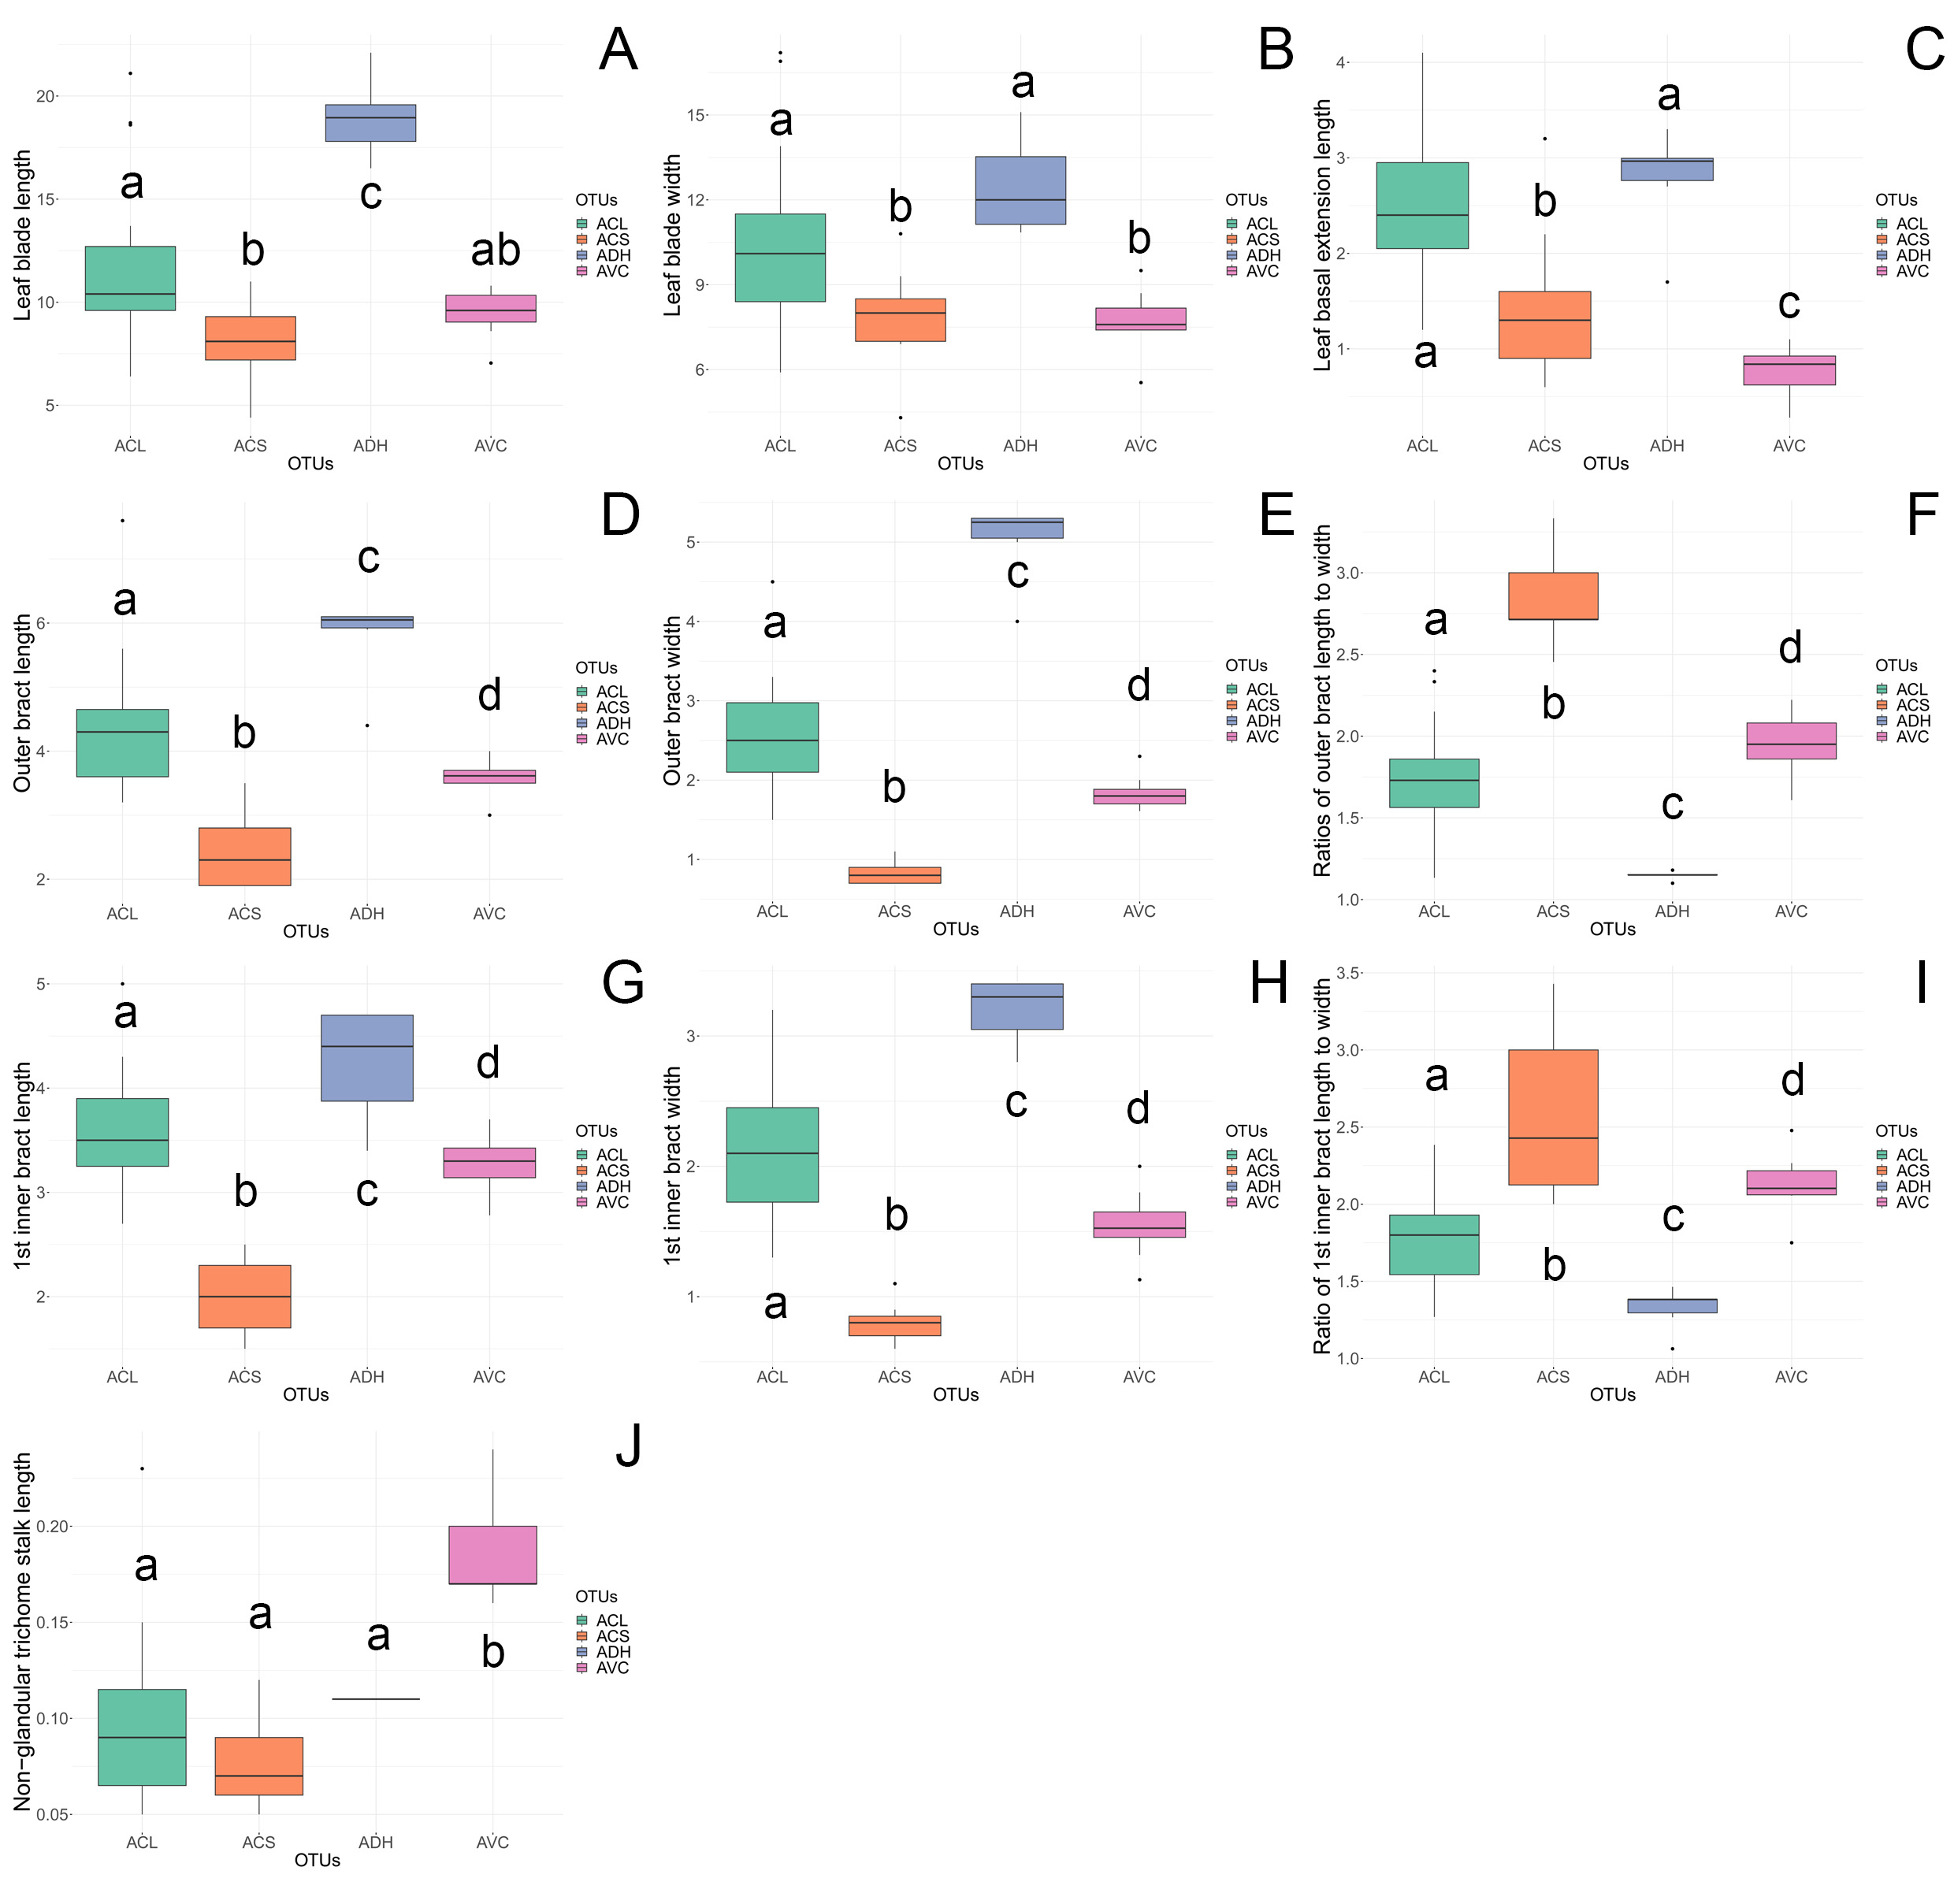 A
Leaf blade length
20
15
10
5
a
b
c
ab
ACL
ACS
ADH
AVC
OTUs
OTUs
ACL
ACS
ADH
AVC
B
Leaf blade width
15
12
9
6
a
b
a
b
ACL
ACS
ADH
AVC
OTUs
OTUs
ACL
ACS
ADH
AVC
C
Leaf basal extension length
4
3
2
1
a
b
a
c
ACL
ACS
ADH
AVC
OTUs
OTUs
ACL
ACS
ADH
AVC
D
Outer bract length
6
4
2
a
b
c
d
ACL
ACS
ADH
AVC
OTUs
OTUs
ACL
ACS
ADH
AVC
E
Outer bract width
5
4
3
2
1
a
b
c
d
ACL
ACS
ADH
AVC
OTUs
OTUs
ACL
ACS
ADH
AVC
F
Ratios of outer bract length to width
3.0
2.5
2.0
1.5
1.0
a
b
c
d
ACL
ACS
ADH
AVC
OTUs
OTUs
ACL
ACS
ADH
AVC
G
1st inner bract length
5
4
3
2
a
b
c
d
ACL
ACS
ADH
AVC
OTUs
OTUs
ACL
ACS
ADH
AVC
H
1st inner bract width
3
2
1
a
b
c
d
ACL
ACS
ADH
AVC
OTUs
OTUs
ACL
ACS
ADH
AVC
I
Ratio of 1st inner bract length to width
3.5
3.0
2.5
2.0
1.5
1.0
a
b
c
d
ACL
ACS
ADH
AVC
OTUs
OTUs
ACL
ACS
ADH
AVC
J
Non−glandular trichome stalk length
0.20
0.15
0.10
0.05
a
a
a
b
ACL
ACS
ADH
AVC
OTUs
OTUs
ACL
ACS
ADH
AVC